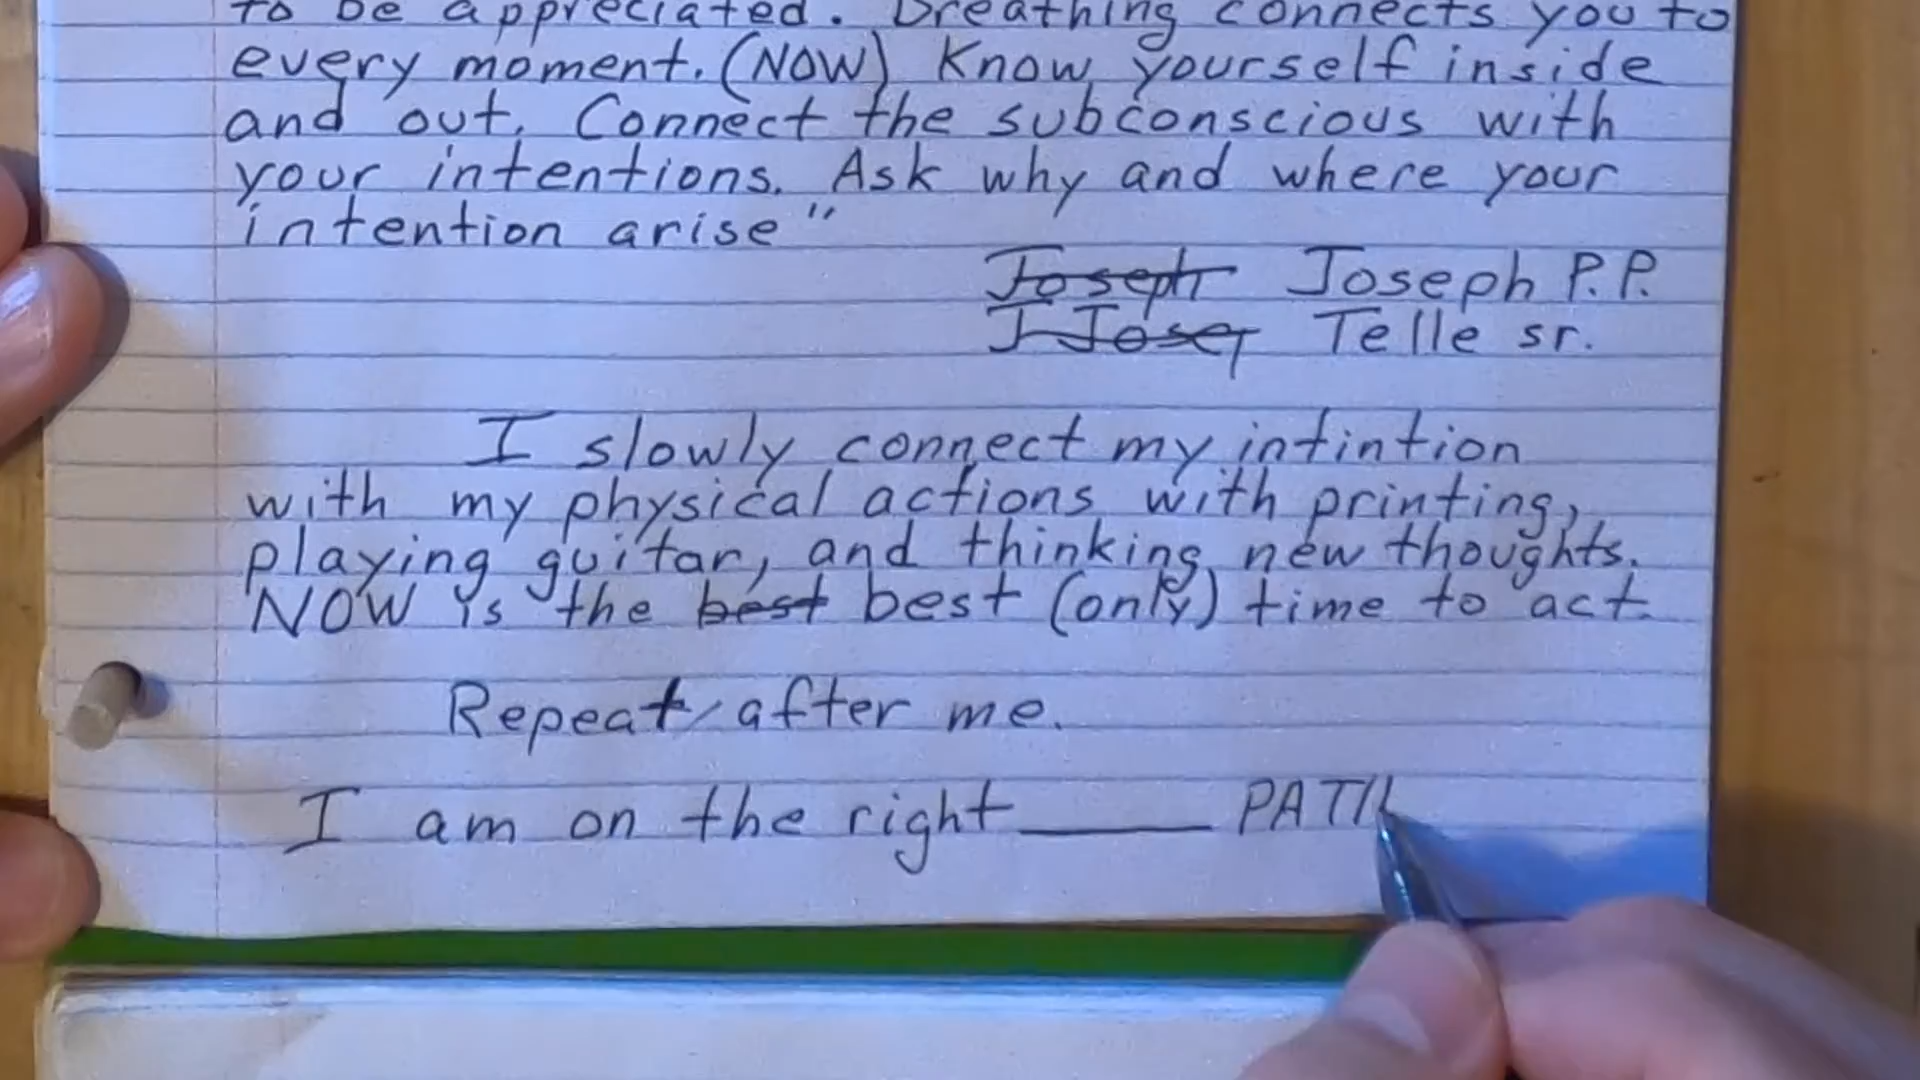 to be appreciated. Breathing connects you to
every moment. (NOW) Know yourself inside
and out. Connect the subconscious with
your intentions. Ask why and where your
intention arise"
Joseph Joseph P.P.
J Josep Telle sr.
I slowly connect my intintion
with my physical actions with printing,
playing guitar, and thinking new thoughts.
NOW is the best best (only) time to act.
Repeat after me.
I am on the right _____ PATH